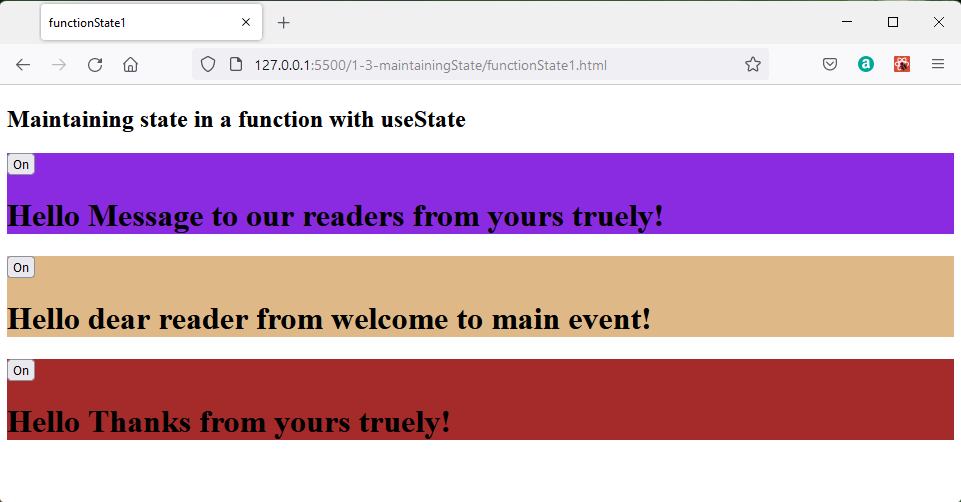 functionState1
127.0.0.1:5500/1-3-maintainingState/functionState1.html
Maintaining state in a function with useState
On
Hello Message to our readers from yours truely!
On
Hello dear reader from welcome to main event!
On
Hello Thanks from yours truely!